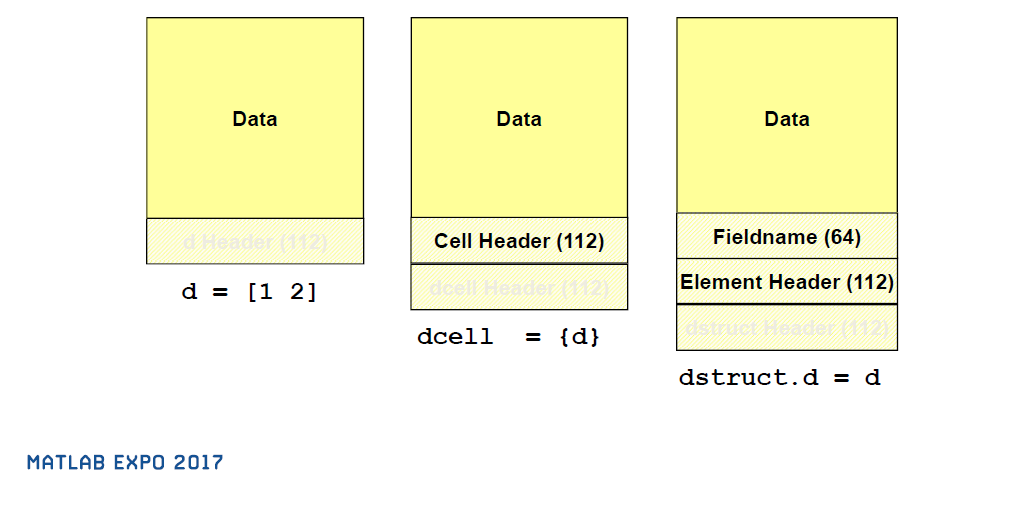 Data
d Header (112)
d = [1 2]
Data
Cell Header (112)
dcell Header (112)
dcell = {d}
Data
Fieldname (64)
Element Header (112)
dstruct Header (112)
dstruct.d = d
MATLAB EXPO 2017